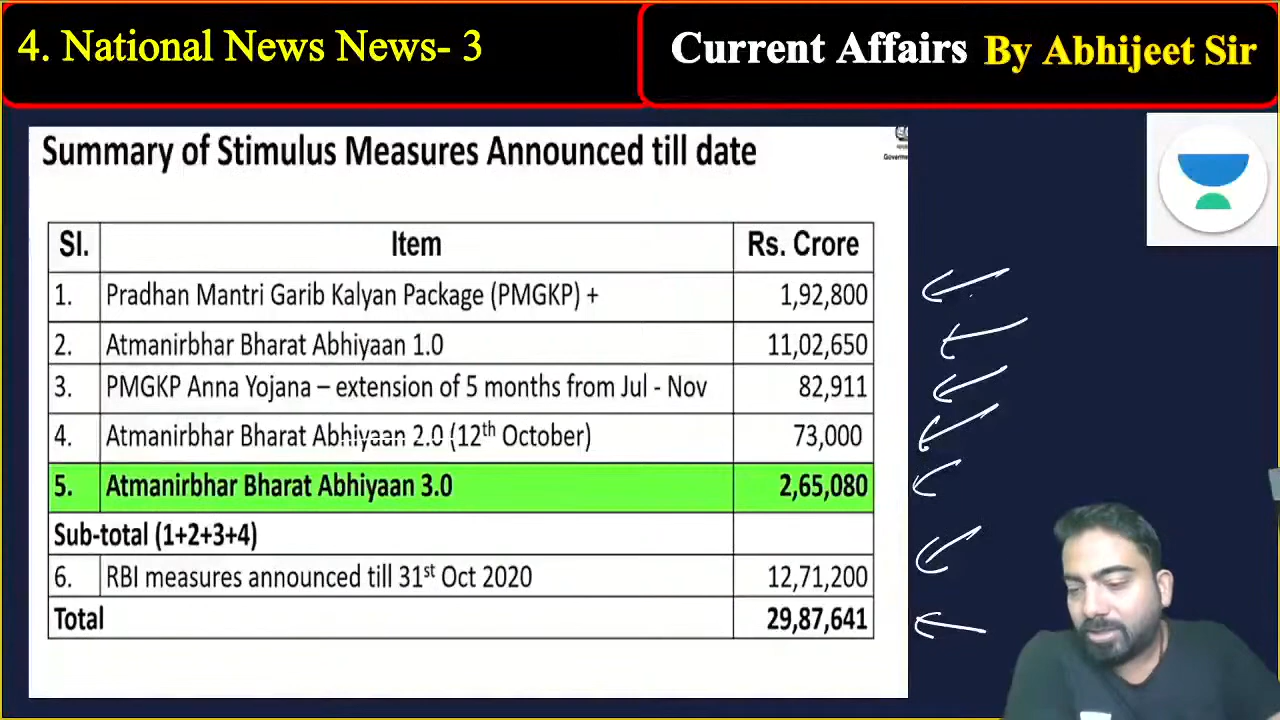 4. National News News- 3
Current Affairs By Abhijeet Sir
Summary of Stimulus Measures Announced till date
Sl. Item Rs. Crore
1. Pradhan Mantri Garib Kalyan Package (PMGKP) + 1,92,800
2. Atmanirbhar Bharat Abhiyaan 1.0 11,02,650
3. PMGKP Anna Yojana – extension of 5 months from Jul - Nov 82,911
4. Atmanirbhar Bharat Abhiyaan 2.0 (12th October) 73,000
5. Atmanirbhar Bharat Abhiyaan 3.0 2,65,080
Sub-total (1+2+3+4)
6. RBI measures announced till 31st Oct 2020 12,71,200
Total 29,87,641